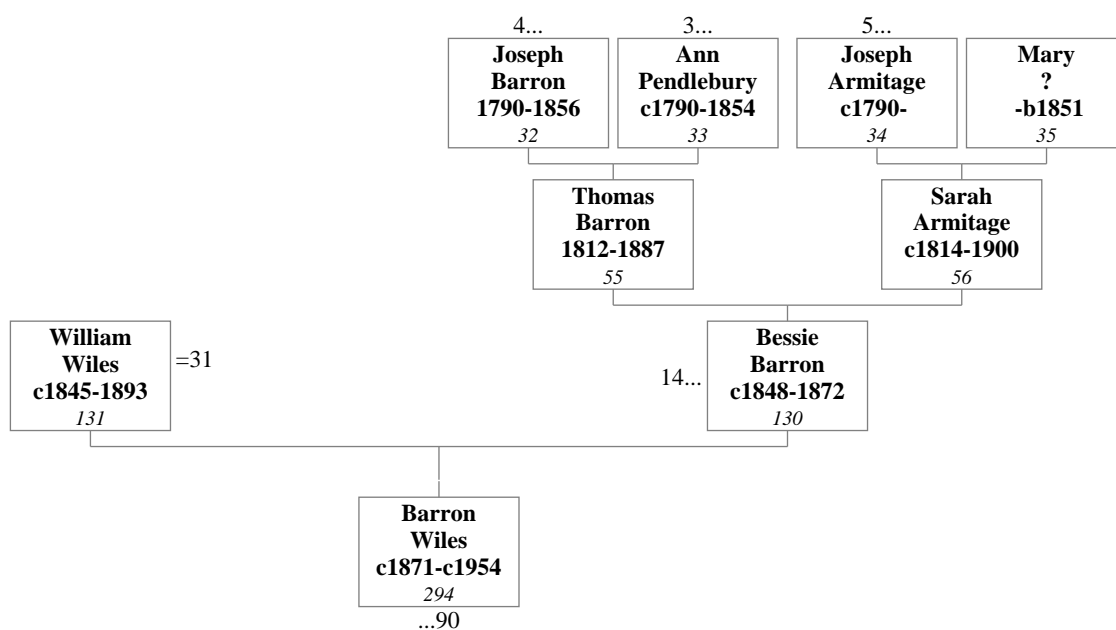 4...
3...
5...
Joseph
Barron
1790-1856
32
Ann
Pendlebury
c1790-1854
33
Joseph
Armitage
c1790-
34
Mary
?
-b1851
35
Thomas
Barron
1812-1887
55
Sarah
Armitage
c1814-1900
56
William
Wiles
c1845-1893
131
=31
14...
Bessie
Barron
c1848-1872
130
Barron
Wiles
c1871-c1954
294
...90